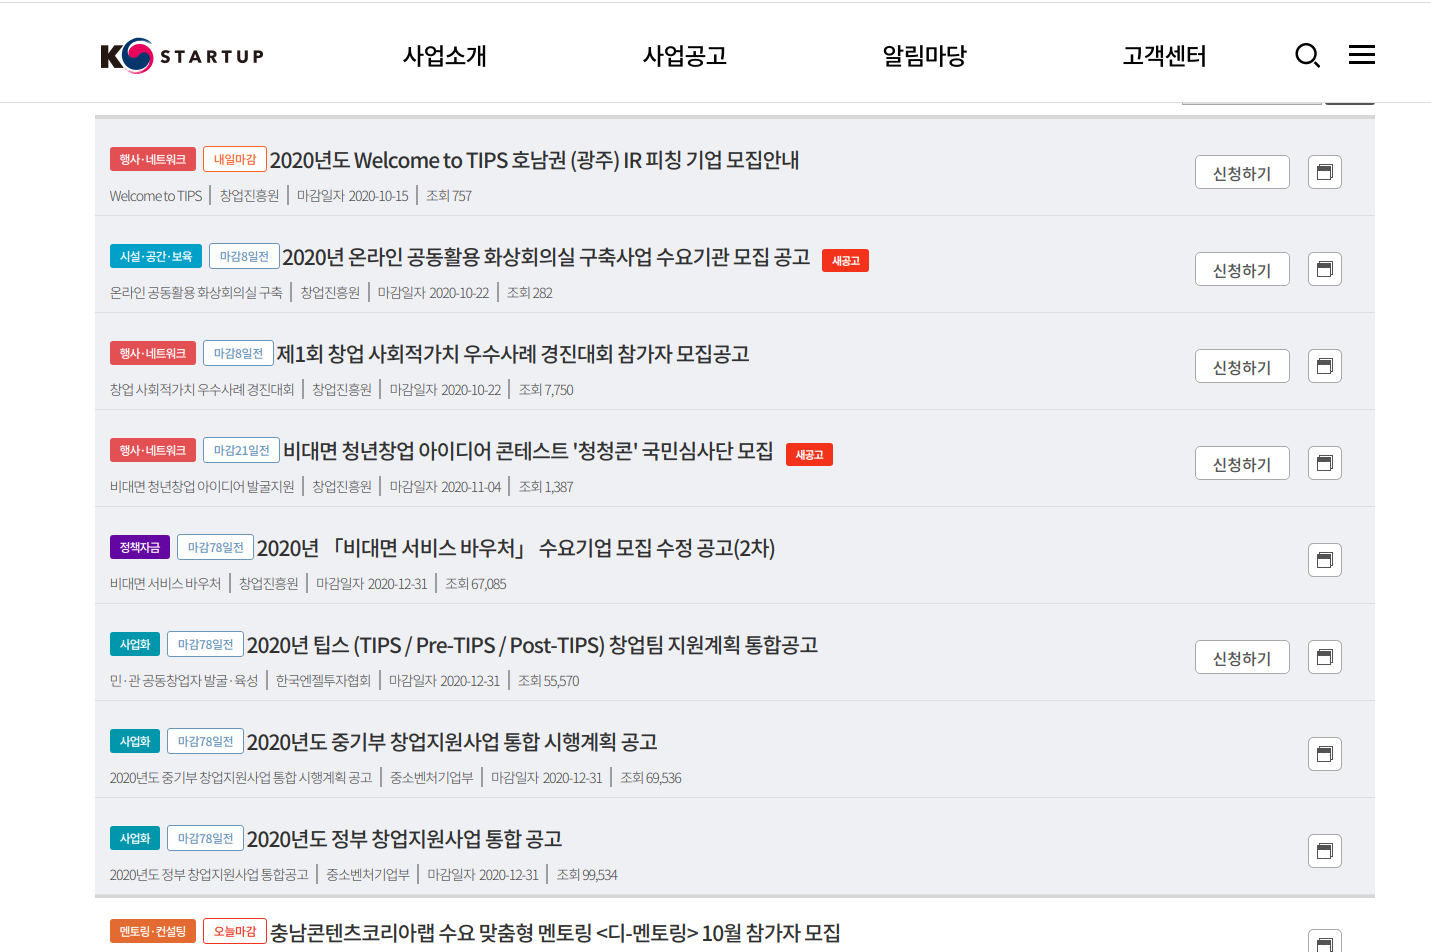 K STARTUP 사업소개 사업공고 알림마당 고객센터
행사·네트워크 내일마감 2020년도 Welcome to TIPS 호남권 (광주) IR 피칭 기업 모집안내 신청하기
Welcome to TIPS 창업진흥원 마감일자 2020-10-15 조회 757
시설·공간·보육 마감8일전 2020년 온라인 공동활용 화상회의실 구축사업 수요기관 모집 공고 새공고 신청하기
온라인 공동활용 화상회의실 구축 창업진흥원 마감일자 2020-10-22 조회 282
행사·네트워크 마감8일전 제1회 창업 사회적가치 우수사례 경진대회 참가자 모집공고 신청하기
창업 사회적가치 우수사례 경진대회 창업진흥원 마감일자 2020-10-22 조회 7,750
행사·네트워크 마감21일전 비대면 청년창업 아이디어 콘테스트 '청청콘' 국민심사단 모집 새공고 신청하기
비대면 청년창업 아이디어 발굴지원 창업진흥원 마감일자 2020-11-04 조회 1,387
정책자금 마감78일전 2020년 「비대면 서비스 바우처」 수요기업 모집 수정 공고(2차)
비대면 서비스 바우처 창업진흥원 마감일자 2020-12-31 조회 67,085
사업화 마감78일전 2020년 팁스 (TIPS / Pre-TIPS / Post-TIPS) 창업팀 지원계획 통합공고 신청하기
민·관 공동창업자 발굴·육성 한국엔젤투자협회 마감일자 2020-12-31 조회 55,570
사업화 마감78일전 2020년도 중기부 창업지원사업 통합 시행계획 공고
2020년도 중기부 창업지원사업 통합 시행계획 공고 중소벤처기업부 마감일자 2020-12-31 조회 69,536
사업화 마감78일전 2020년도 정부 창업지원사업 통합 공고
2020년도 정부 창업지원사업 통합공고 중소벤처기업부 마감일자 2020-12-31 조회 99,534
멘토링·컨설팅 오늘마감 충남콘텐츠코리아랩 수요 맞춤형 멘토링 <디-멘토링> 10월 참가자 모집